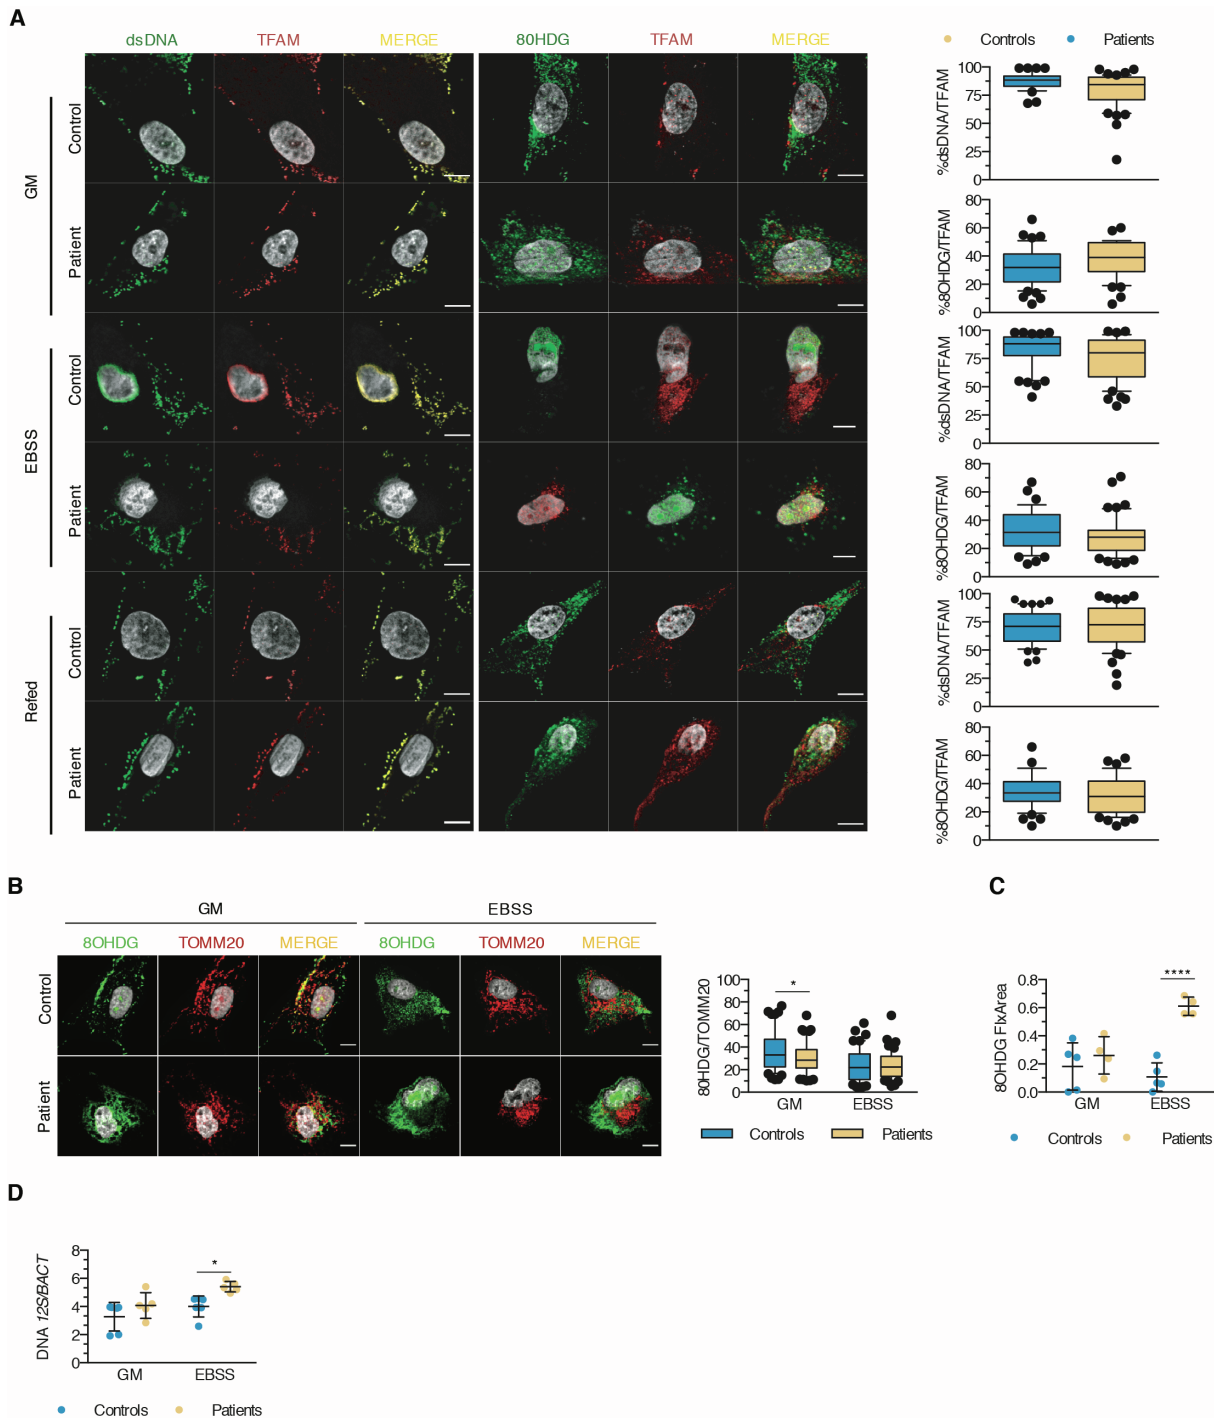 A
dsDNA TFAM MERGE 80HDG TFAM MERGE
Controls Patients
GM
Control
Patient
EBSS
Control
Patient
Refed
Control
Patient
%dsDNA/TFAM
100
75
50
25
0
%8OHDG/TFAM
80
60
40
20
0
%dsDNA/TFAM
100
75
50
25
0
%8OHDG/TFAM
80
60
40
20
0
%dsDNA/TFAM
100
75
50
25
0
%8OHDG/TFAM
80
60
40
20
0
B
GM EBSS
8OHDG TOMM20 MERGE 8OHDG TOMM20 MERGE
Control
Patient
80HDG/TOMM20
100
80
60
40
20
0
*
GM EBSS
Controls Patients
C
8OHDG FlxArea
0.8
0.6
0.4
0.2
0.0
****
GM EBSS
Controls Patients
D
DNA 12S/BACT
8
6
4
2
0
*
GM EBSS
Controls Patients